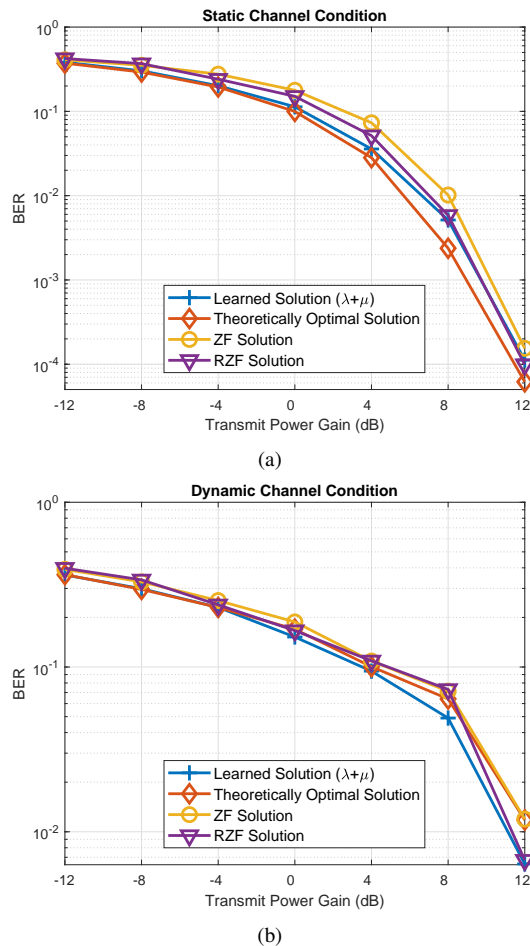 Static Channel Condition
10^0
10^-1
10^-2
10^-3
10^-4
BER
Learned Solution (λ+μ)
Theoretically Optimal Solution
ZF Solution
RZF Solution
-12 -8 -4 0 4 8 12
Transmit Power Gain (dB)
(a)
Dynamic Channel Condition
10^0
10^-1
10^-2
BER
Learned Solution (λ+μ)
Theoretically Optimal Solution
ZF Solution
RZF Solution
-12 -8 -4 0 4 8 12
Transmit Power Gain (dB)
(b)